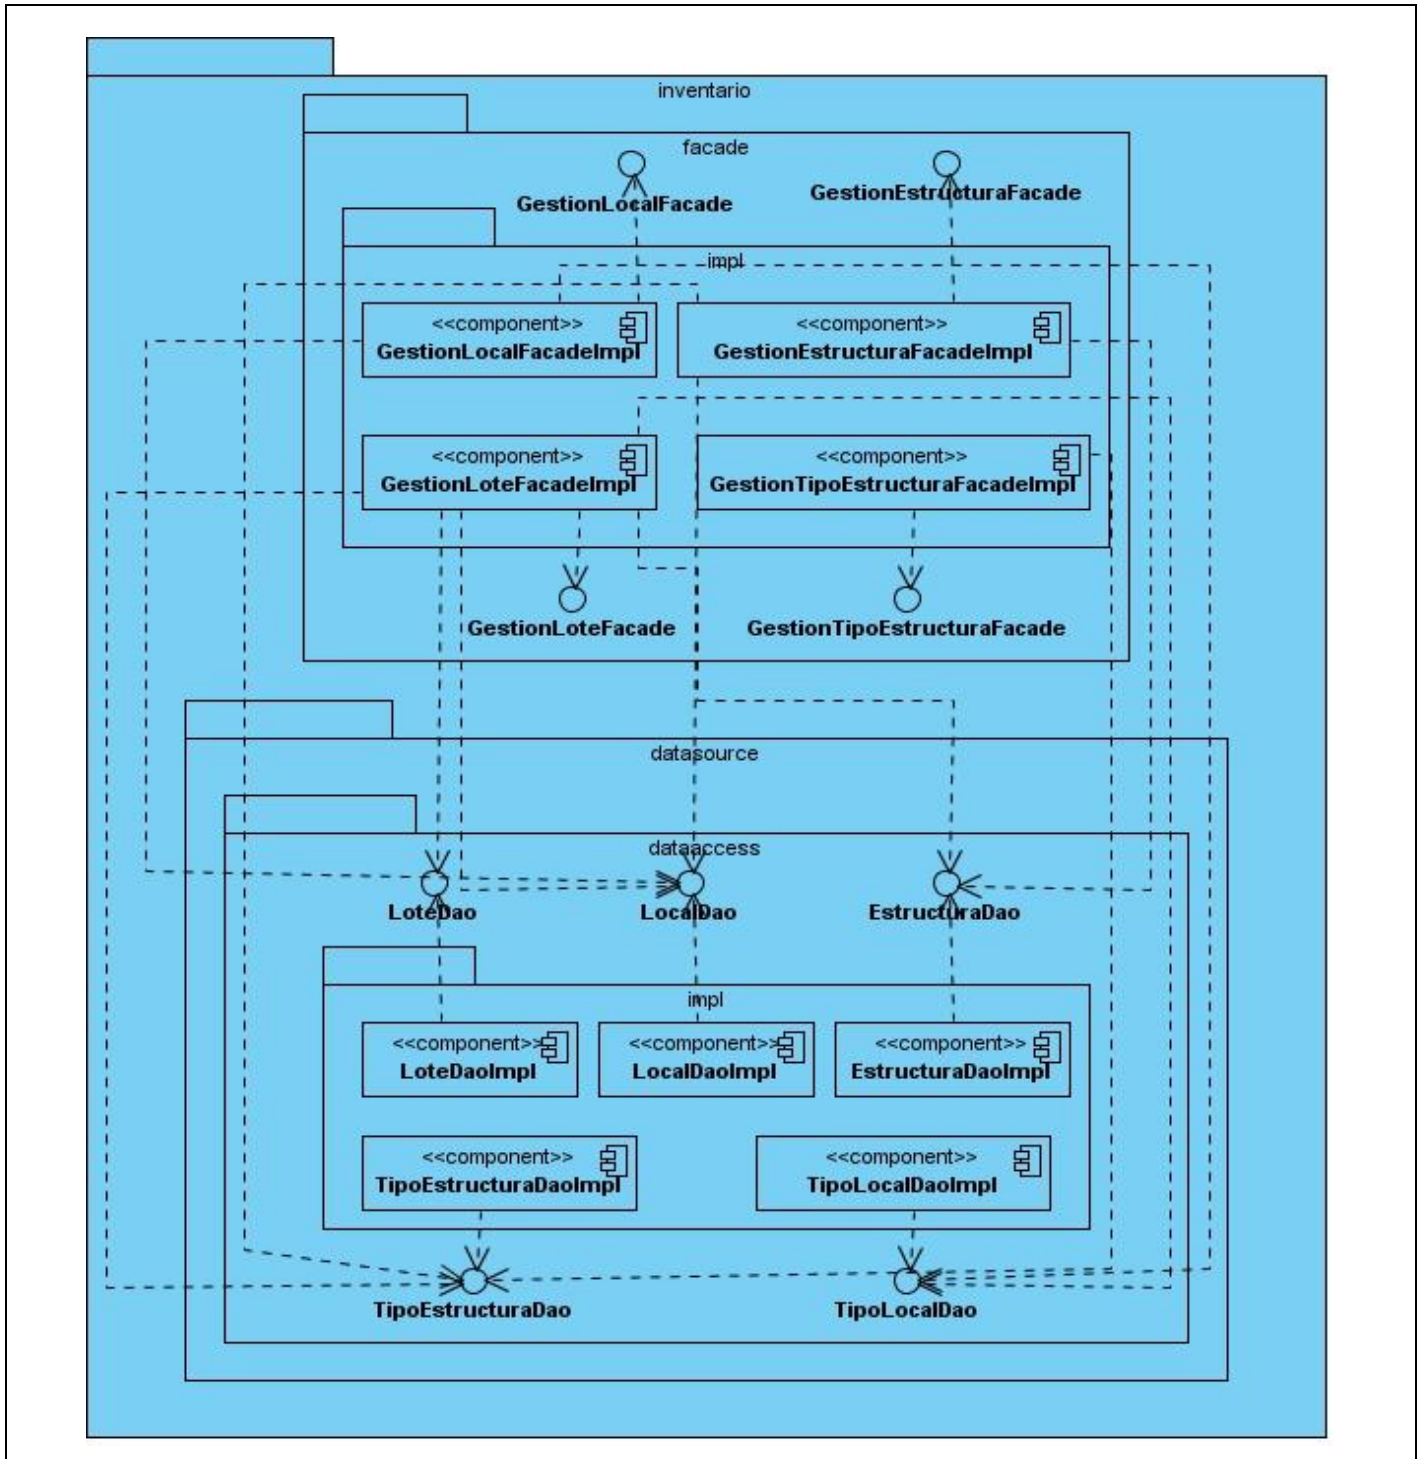 inventario
facade
GestionLocalFacade
GestionEstructuraFacade
impl
<<component>>
GestionLocalFacadeImpl
<<component>>
GestionEstructuraFacadeImpl
<<component>>
GestionLoteFacadeImpl
<<component>>
GestionTipoEstructuraFacadeImpl
GestionLoteFacade
GestionTipoEstructuraFacade
datasource
dataaccess
LoteDao
LocalDao
EstructuraDao
impl
<<component>>
LoteDaoImpl
<<component>>
LocalDaoImpl
<<component>>
EstructuraDaoImpl
<<component>>
TipoEstructuraDaoImpl
<<component>>
TipoLocalDaoImpl
TipoEstructuraDao
TipoLocalDao